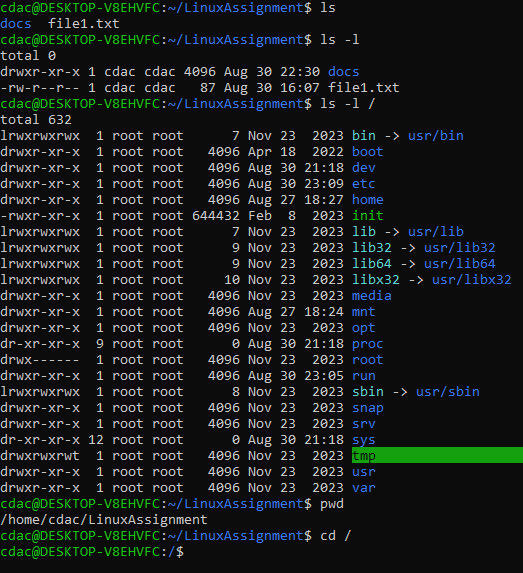 cdac@DESKTOP-V8EHVFC:~/LinuxAssignment$ ls
docs  file1.txt
cdac@DESKTOP-V8EHVFC:~/LinuxAssignment$ ls -l
total 0
drwxr-xr-x 1 cdac cdac 4096 Aug 30 22:30 docs
-rw-r--r-- 1 cdac cdac   87 Aug 30 16:07 file1.txt
cdac@DESKTOP-V8EHVFC:~/LinuxAssignment$ ls -l /
total 632
lrwxrwxrwx  1 root root      7 Nov 23  2023 bin -> usr/bin
drwxr-xr-x  1 root root   4096 Apr 18  2022 boot
drwxr-xr-x  1 root root   4096 Aug 30 21:18 dev
drwxr-xr-x  1 root root   4096 Aug 30 23:09 etc
drwxr-xr-x  1 root root   4096 Aug 27 18:27 home
-rwxr-xr-x  1 root root 644432 Feb  8  2023 init
lrwxrwxrwx  1 root root      7 Nov 23  2023 lib -> usr/lib
lrwxrwxrwx  1 root root      9 Nov 23  2023 lib32 -> usr/lib32
lrwxrwxrwx  1 root root      9 Nov 23  2023 lib64 -> usr/lib64
lrwxrwxrwx  1 root root     10 Nov 23  2023 libx32 -> usr/libx32
drwxr-xr-x  1 root root   4096 Nov 23  2023 media
drwxr-xr-x  1 root root   4096 Aug 27 18:24 mnt
drwxr-xr-x  1 root root   4096 Nov 23  2023 opt
dr-xr-xr-x  9 root root      0 Aug 30 21:18 proc
drwx------  1 root root   4096 Nov 23  2023 root
drwxr-xr-x  1 root root   4096 Aug 30 23:05 run
lrwxrwxrwx  1 root root      8 Nov 23  2023 sbin -> usr/sbin
drwxr-xr-x  1 root root   4096 Nov 23  2023 snap
drwxr-xr-x  1 root root   4096 Nov 23  2023 srv
dr-xr-xr-x 12 root root      0 Aug 30 21:18 sys
drwxrwxrwt  1 root root   4096 Nov 23  2023 tmp
drwxr-xr-x  1 root root   4096 Nov 23  2023 usr
drwxr-xr-x  1 root root   4096 Nov 23  2023 var
cdac@DESKTOP-V8EHVFC:~/LinuxAssignment$ pwd
/home/cdac/LinuxAssignment
cdac@DESKTOP-V8EHVFC:~/LinuxAssignment$ cd /
cdac@DESKTOP-V8EHVFC:/$